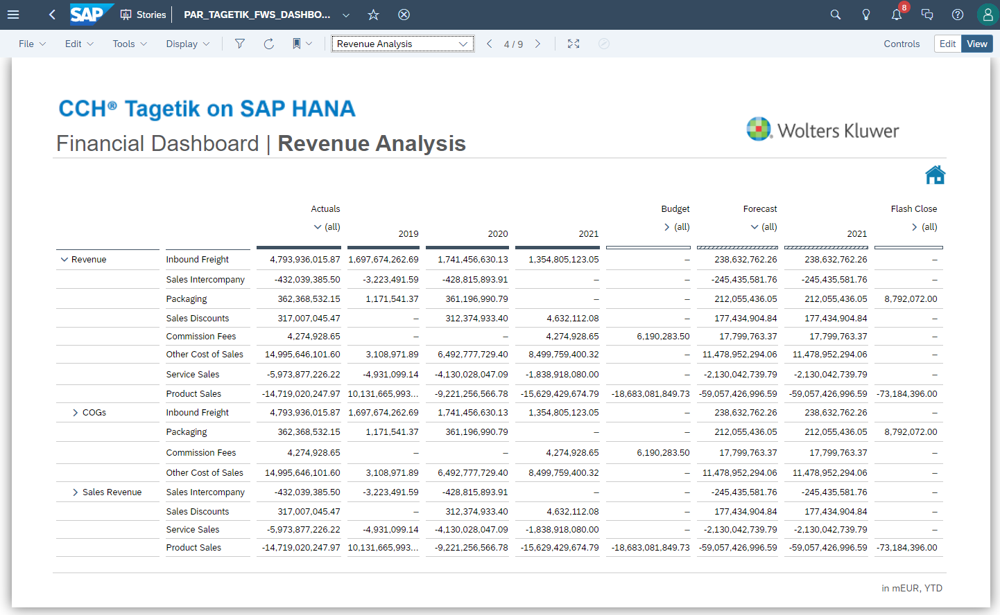 SAP Stories PAR_TAGETIK_FWS_DASHBO... 8
File Edit Tools Display Revenue Analysis 4 / 9 Controls Edit View
CCH® Tagetik on SAP HANA
Financial Dashboard | Revenue Analysis
Wolters Kluwer
Actuals Budget Forecast Flash Close
(all) (all) (all) (all)
2019 2020 2021 2021
Revenue Inbound Freight 4,793,936,015.87 1,697,674,262.69 1,741,456,630.13 1,354,805,123.05 – 238,632,762.26 238,632,762.26 –
Sales Intercompany -432,039,385.50 -3,223,491.59 -428,815,893.91 – – -245,435,581.76 -245,435,581.76 –
Packaging 362,368,532.15 1,171,541.37 361,196,990.79 – – 212,055,436.05 212,055,436.05 8,792,072.00
Sales Discounts 317,007,045.47 – 312,374,933.40 4,632,112.08 – 177,434,904.84 177,434,904.84 –
Commission Fees 4,274,928.65 – – 4,274,928.65 6,190,283.50 17,799,763.37 17,799,763.37 –
Other Cost of Sales 14,995,646,101.60 3,108,971.89 6,492,777,729.40 8,499,759,400.32 – 11,478,952,294.06 11,478,952,294.06 –
Service Sales -5,973,877,226.22 -4,931,099.14 -4,130,028,047.09 -1,838,918,080.00 – -2,130,042,739.79 -2,130,042,739.79 –
Product Sales -14,719,020,247.97 10,131,665,993... -9,221,256,566.78 -15,629,429,674.79 -18,683,081,849.73 -59,057,426,996.59 -59,057,426,996.59 -73,184,396.00
COGs Inbound Freight 4,793,936,015.87 1,697,674,262.69 1,741,456,630.13 1,354,805,123.05 – 238,632,762.26 238,632,762.26 –
Packaging 362,368,532.15 1,171,541.37 361,196,990.79 – – 212,055,436.05 212,055,436.05 8,792,072.00
Commission Fees 4,274,928.65 – – 4,274,928.65 6,190,283.50 17,799,763.37 17,799,763.37 –
Other Cost of Sales 14,995,646,101.60 3,108,971.89 6,492,777,729.40 8,499,759,400.32 – 11,478,952,294.06 11,478,952,294.06 –
Sales Revenue Sales Intercompany -432,039,385.50 -3,223,491.59 -428,815,893.91 – – -245,435,581.76 -245,435,581.76 –
Sales Discounts 317,007,045.47 – 312,374,933.40 4,632,112.08 – 177,434,904.84 177,434,904.84 –
Service Sales -5,973,877,226.22 -4,931,099.14 -4,130,028,047.09 -1,838,918,080.00 – -2,130,042,739.79 -2,130,042,739.79 –
Product Sales -14,719,020,247.97 10,131,665,993... -9,221,256,566.78 -15,629,429,674.79 -18,683,081,849.73 -59,057,426,996.59 -59,057,426,996.59 -73,184,396.00
in mEUR, YTD